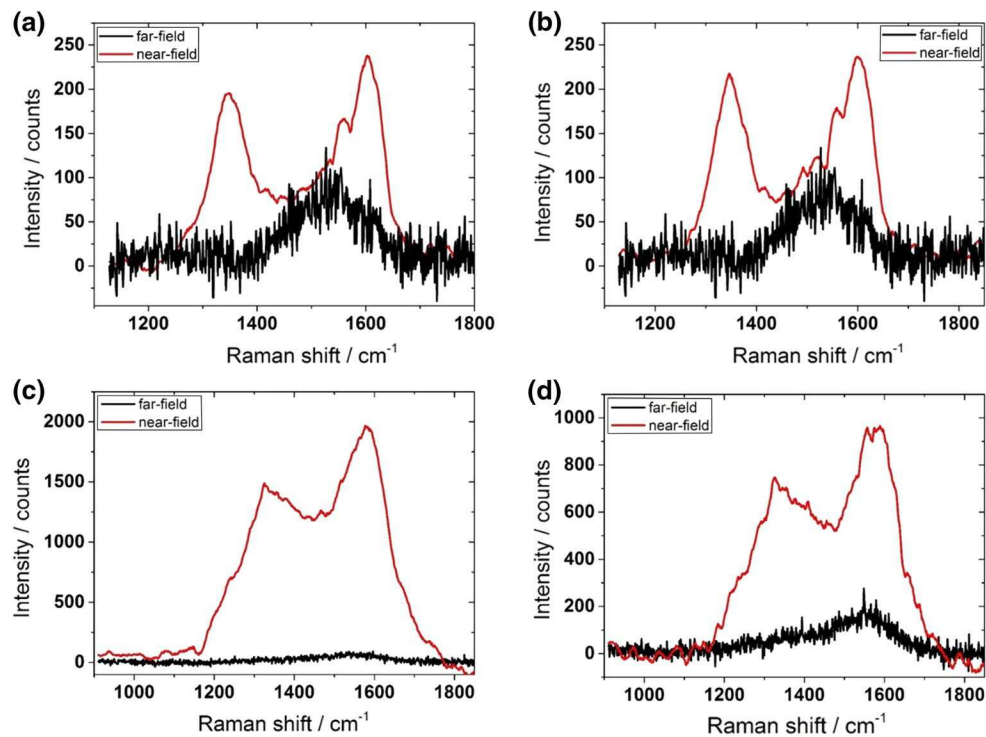 (a)
far-field
near-field
250
200
150
100
50
0
Intensity / counts
1200
1400
1600
1800
Raman shift / cm-1
(b)
far-field
near-field
250
200
150
100
50
0
Intensity / counts
1200
1400
1600
1800
Raman shift / cm-1
(c)
far-field
near-field
2000
1500
1000
500
0
Intensity / counts
1000
1200
1400
1600
1800
Raman shift / cm-1
(d)
far-field
near-field
1000
800
600
400
200
0
Intensity / counts
1000
1200
1400
1600
1800
Raman shift / cm-1